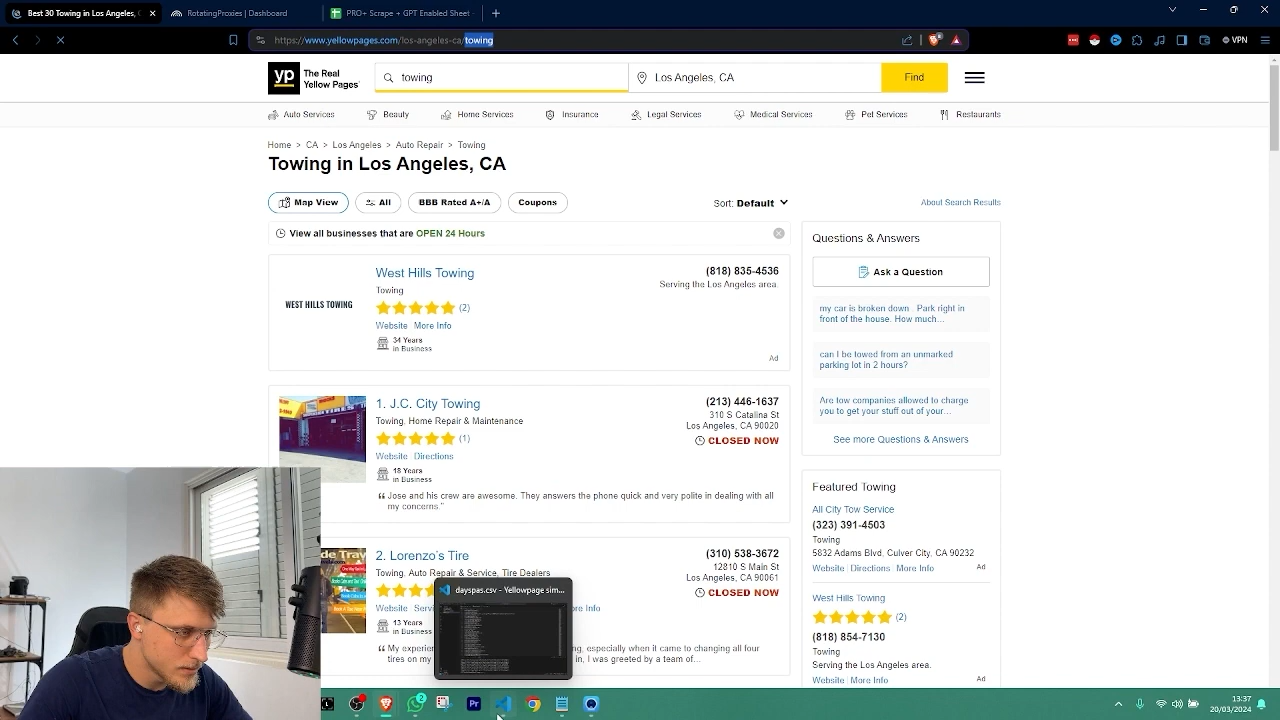 Best 30 Towing in Los Angeles,
RotatingProxies | Dashboard
PRO+ Scrape + GPT Enabled Sheet
https://www.yellowpages.com/los-angeles-ca/towing
VPN
yp The Real Yellow Pages
towing
Los Angeles, CA
Find
Auto Services
Beauty
Home Services
Insurance
Legal Services
Medical Services
Pet Services
Restaurants
Home > CA > Los Angeles > Auto Repair > Towing
Towing in Los Angeles, CA
Map View
All
BBB Rated A+/A
Coupons
Sort: Default
About Search Results
View all businesses that are OPEN 24 Hours
West Hills Towing
(818) 835-4536
Towing
Serving the Los Angeles area.
WEST HILLS TOWING
(2)
Website More Info
34 Years
in Business
Ad
1. J.C. City Towing
(213) 446-1637
Towing, Home Repair & Maintenance
310 S Catalina St
Los Angeles, CA 90020
(1)
CLOSED NOW
Website Directions
18 Years
in Business
Jose and his crew are awesome. They answers the phone quick and very polite in dealing with all
my concerns."
2. Lorenzo's Tire
(310) 538-3672
Towing, Auto Repair & Service, Tire Dealers
12810 S Main St
Los Angeles, CA 90061
CLOSED NOW
Website
ore Info
dayspas.csv - Yellowpage sim...
came to changing
I was
team of...
Questions & Answers
Ask a Question
my car is broken down Park right in
front of the house. How much...
can I be towed from an unmarked
parking lot in 2 hours?
Are tow companies allowed to charge
you to get your stuff out of your...
See more Questions & Answers
Featured Towing
All City Tow Service
(323) 391-4503
Towing
5832 Adams Blvd, Culver City, CA 90232
Website Directions More Info
Ad
West Hills Towing
(818) 854-7130
Towing
Serving the Los Angeles
Website More Info
Ad
2
Pr
13:37
20/03/2024